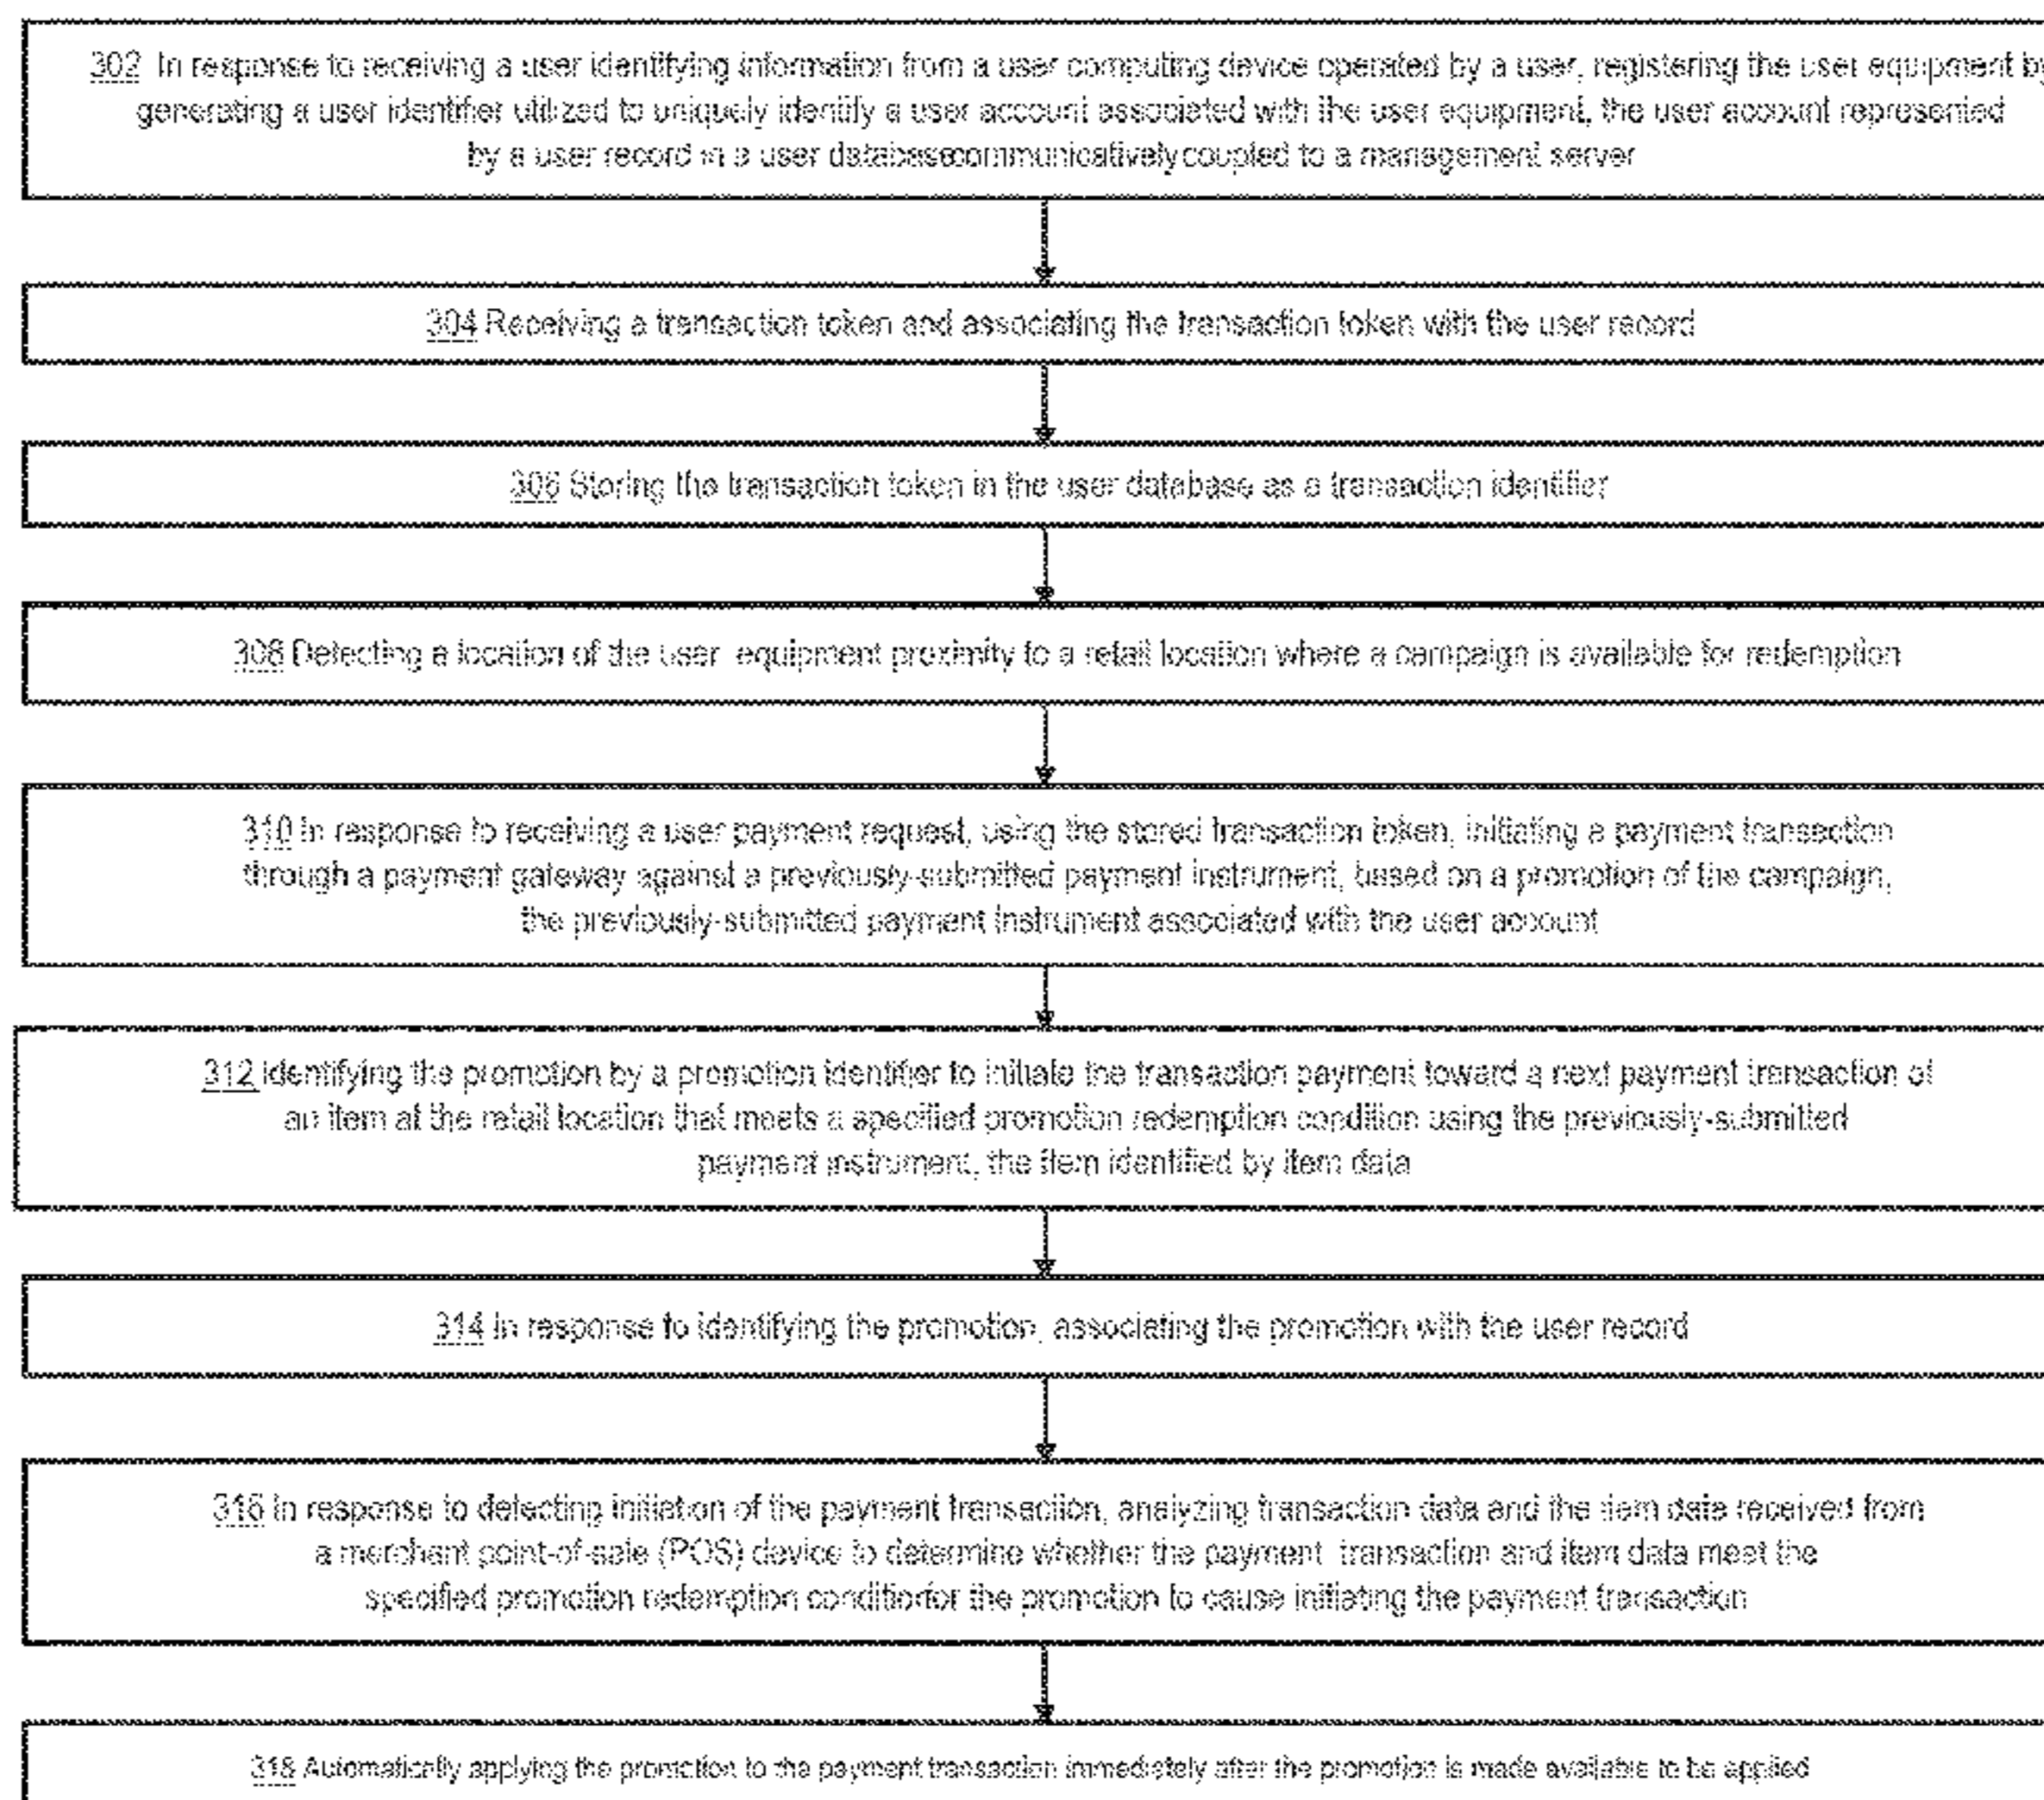 302 In response to receiving a user identifying information from a user computing device operated by a user, registering the user equipment by
generating a user identifier utilized to uniquely identify a user account associated with the user equipment, the user account represented
by a user record in a user databasecommunicatively coupled to a management server
304 Receiving a transaction token and associating the transaction token with the user record
306 Storing the transaction token in the user database as a transaction identifier
308 Detecting a location of the user equipment proximity to a retail location where a campaign is available for redemption
310 In response to receiving a user payment request, using the stored transaction token, initiating a payment transaction
through a payment gateway against a previously-submitted payment instrument, based on a promotion of the campaign,
the previously-submitted payment instrument associated with the user account
312 Identifying the promotion by a promotion identifier to initiate the transaction payment toward a next payment transaction of
an item at the retail location that meets a specified promotion redemption condition using the previously-submitted
payment instrument, the item identified by item data
314 In response to identifying the promotion, associating the promotion with the user record
316 In response to detecting initiation of the payment transaction, analyzing transaction data and the item data received from
a merchant point-of-sale (POS) device to determine whether the payment transaction and item data meet the
specified promotion redemption conditionfor the promotion to cause initiating the payment transaction
318 Automatically applying the promotion to the payment transaction immediately after the promotion is made available to be applied